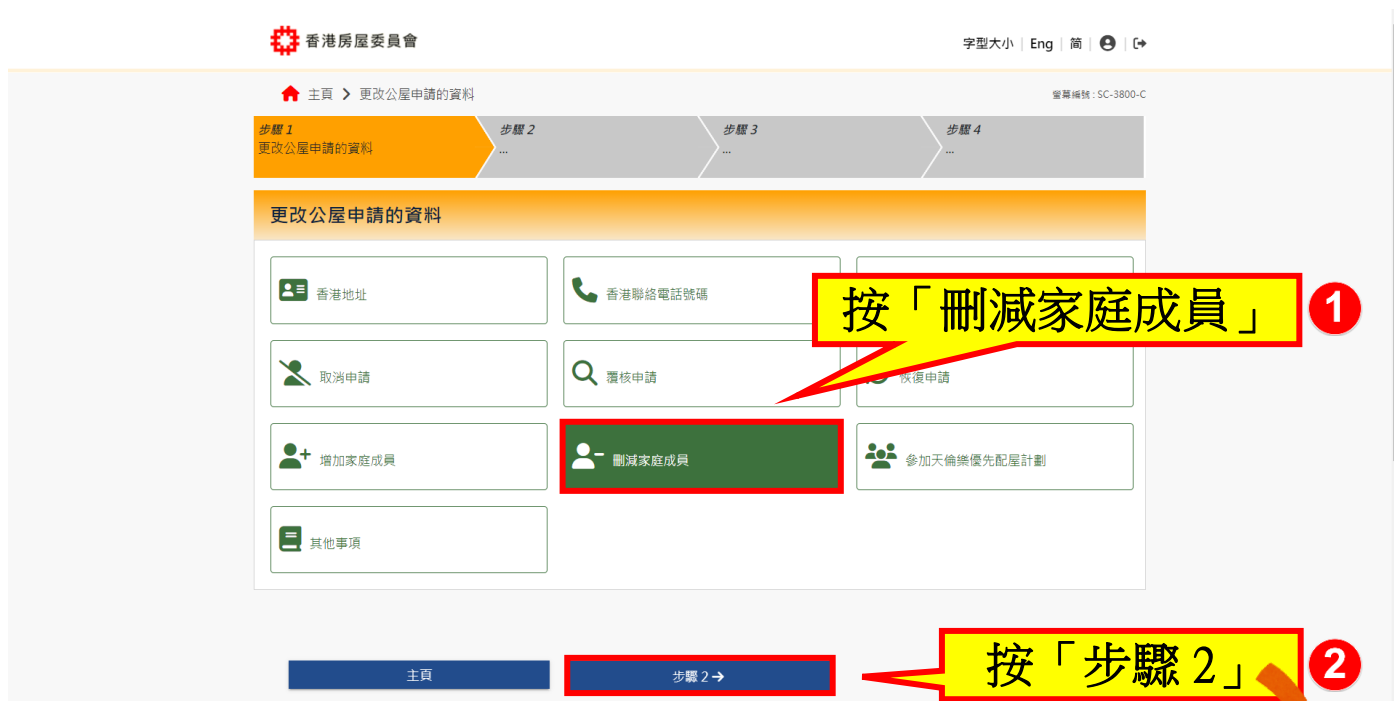 香港房屋委員會
字型大小 | Eng | 简
主頁 > 更改公屋申請的資料
螢幕編號 : SC-3800-C
步驟 1
更改公屋申請的資料
步驟 2
...
步驟 3
...
步驟 4
...
更改公屋申請的資料
香港地址
香港聯絡電話號碼
按「刪減家庭成員」
1
取消申請
覆核申請
恢復申請
增加家庭成員
刪減家庭成員
參加天倫樂優先配屋計劃
其他事項
主頁
步驟 2 →
按「步驟 2」
2